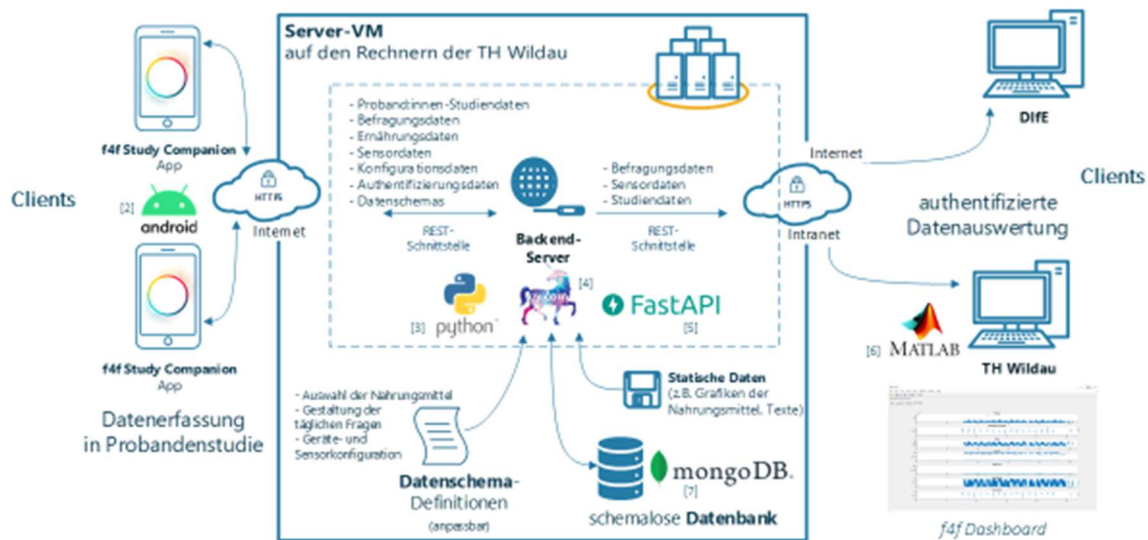 Server-VM
auf den Rechnern der TH Wildau
f4f Study Companion
App
Clients
[2]
android
HTTPS
Internet
f4f Study Companion
App
Datenerfassung
in Probandenstudie
- Proband:innen-Studiendaten
- Befragungsdaten
- Ernährungsdaten
- Sensordaten
- Konfigurationsdaten
- Authentifizierungsdaten
- Datenschemas
REST-
Schnittstelle
Backend-
Server
- Befragungsdaten
- Sensordaten
- Studiendaten
REST-
Schnittstelle
[3]
python
[4]
FastAPI
[5]
- Auswahl der Nahrungsmittel
- Gestaltung der
täglichen Fragen
- Geräte- und
Sensorkonfiguration
Datenschema-
Definitionen
(anpassbar)
Statische Daten
(z.B. Grafiken der
Nahrungsmittel, Texte)
mongoDB
[7]
schemalose Datenbank
Internet
HTTPS
Intranet
DIfE
Clients
authentifizierte
Datenauswertung
[6]
MATLAB
TH Wildau
f4f Dashboard